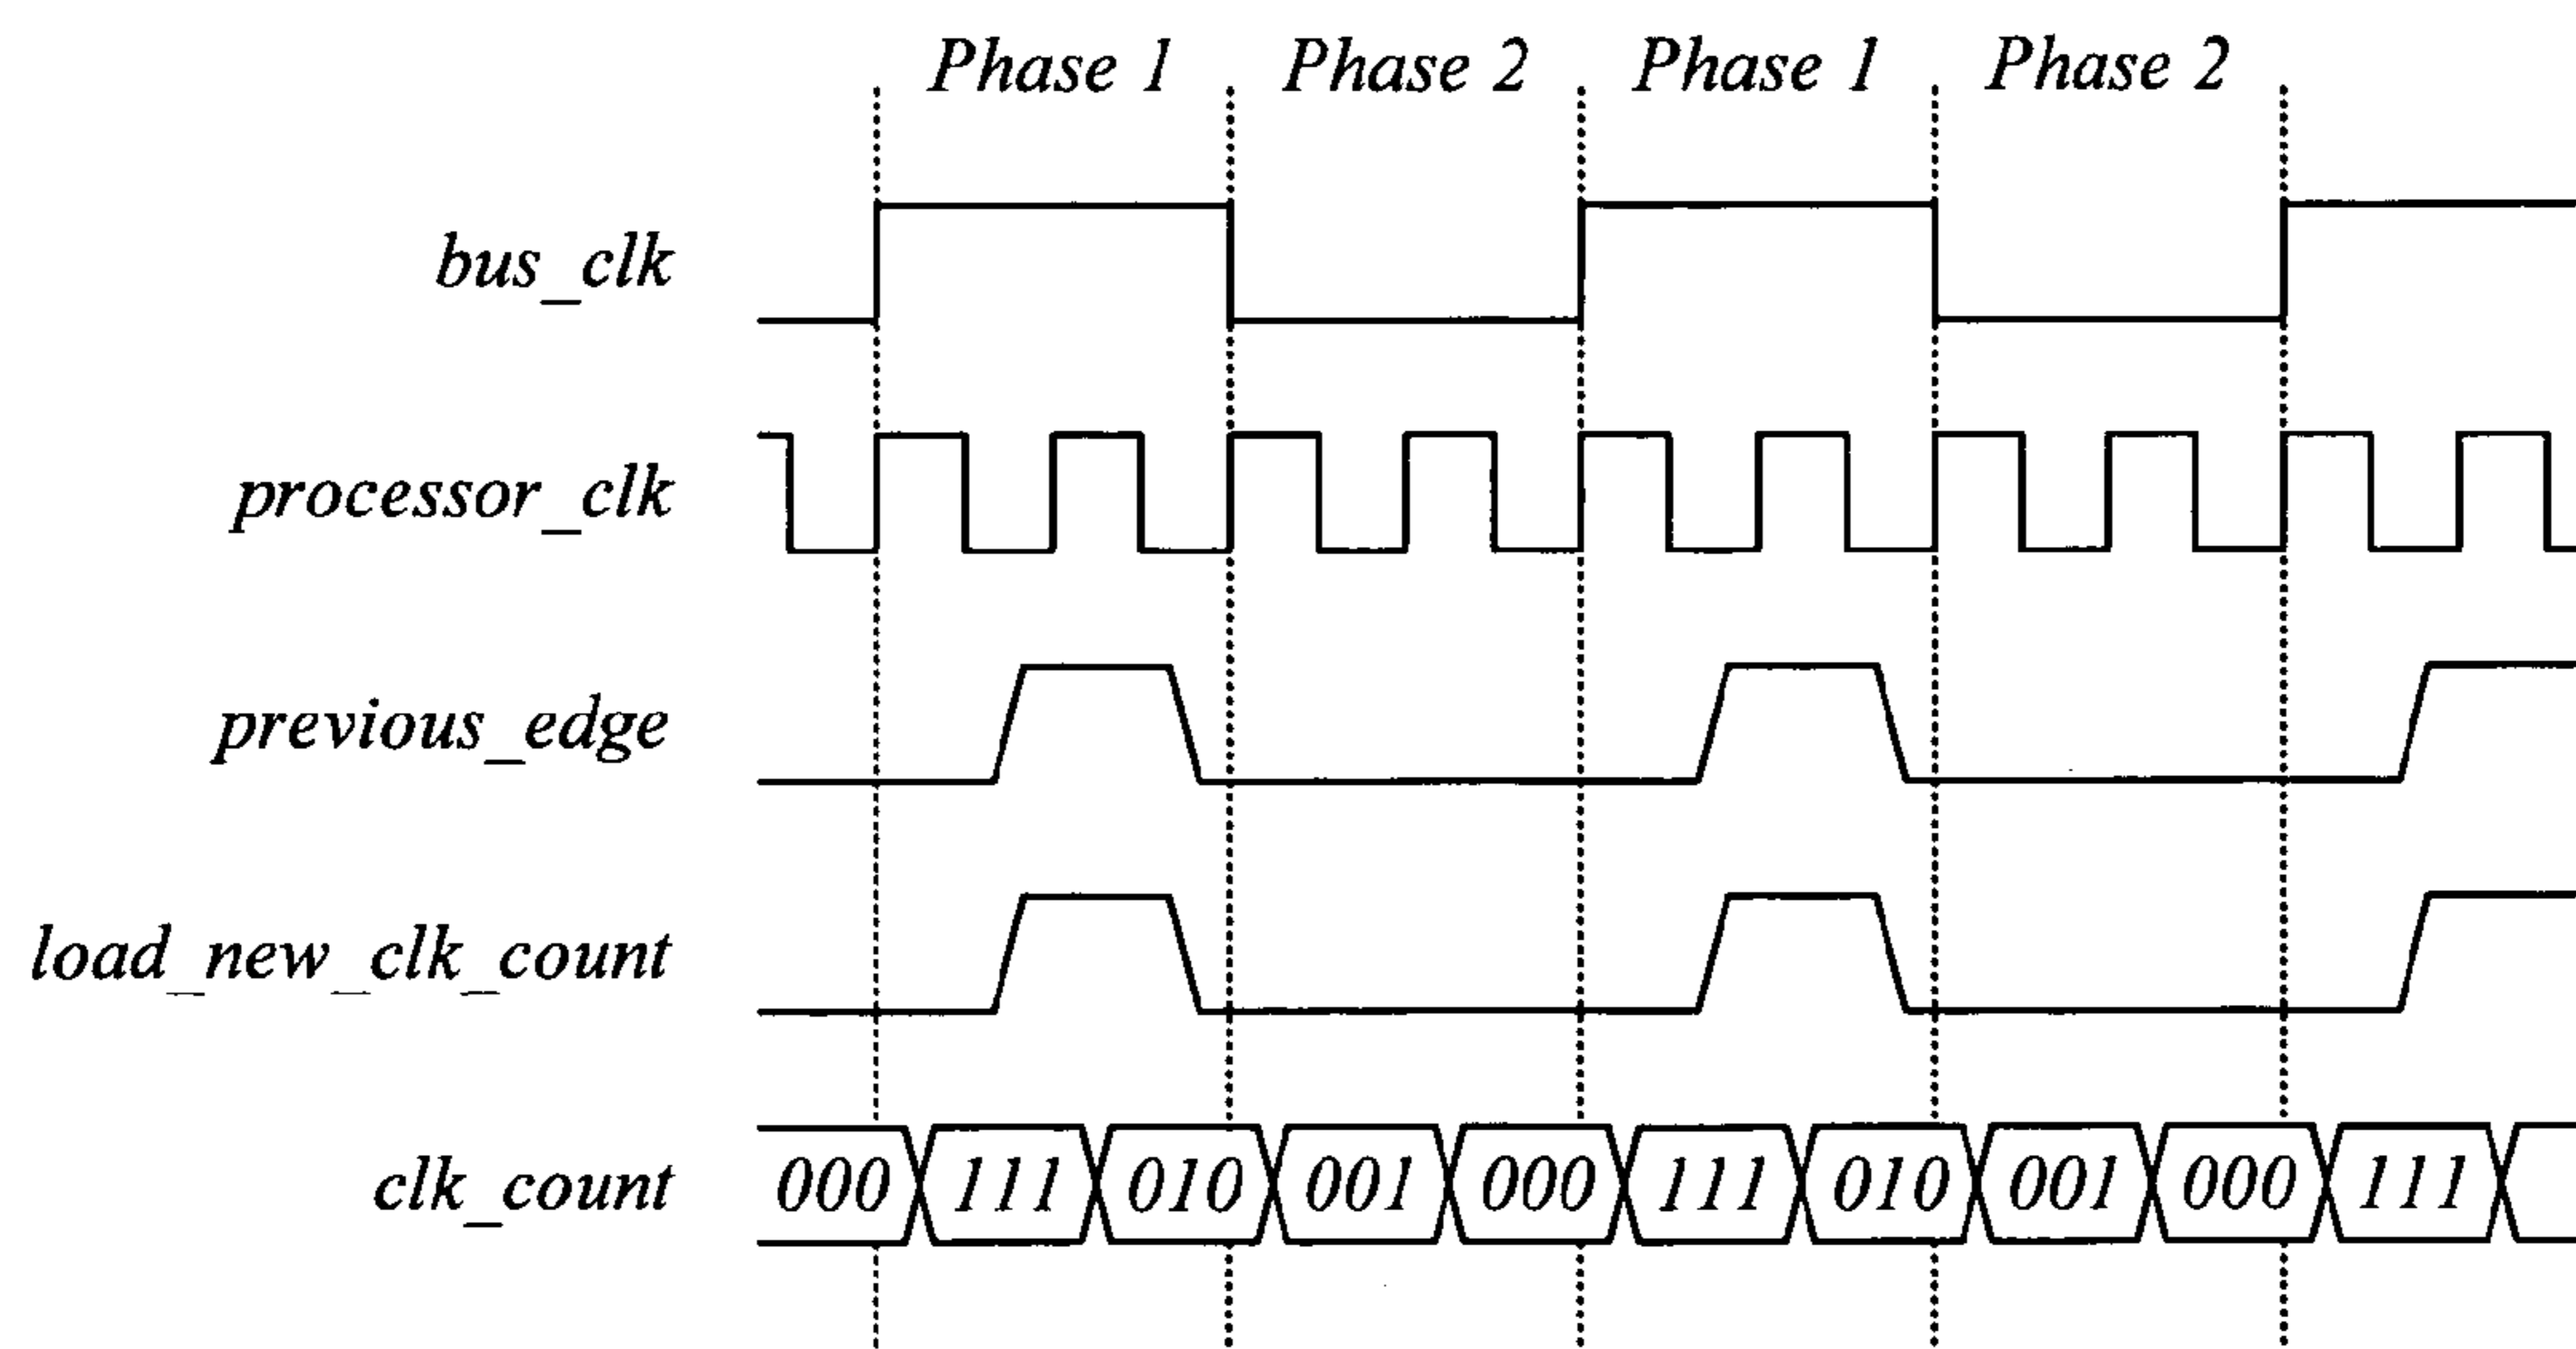 Phase 1 Phase 2 Phase 1 Phase 2
bus_clk
processor_clk
previous_edge
load_new_clk_count
clk_count 000 111 010 001 000 111 010 001 000 111